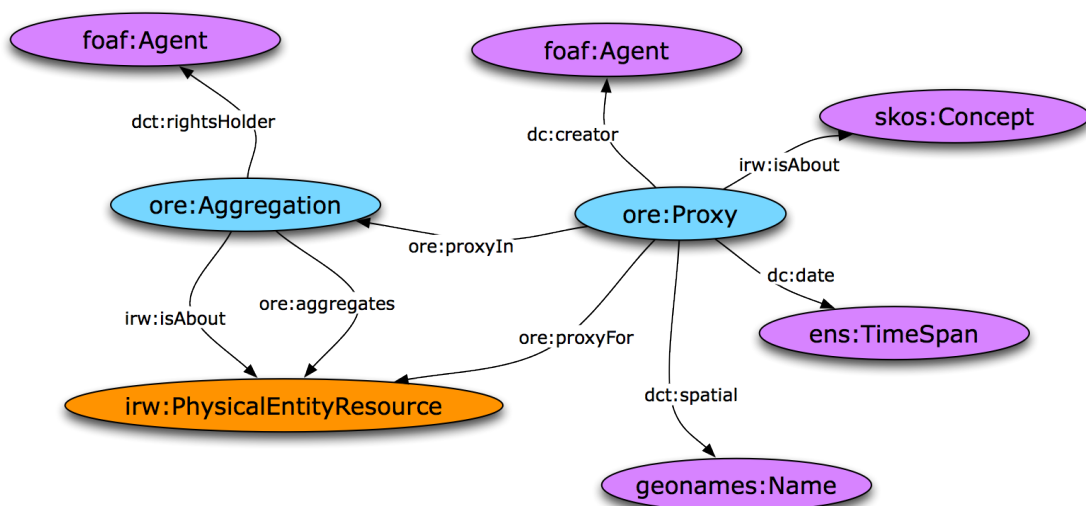 foaf:Agent
foaf:Agent
skos:Concept
dct:rightsHolder
dc:creator
irw:isAbout
ore:Aggregation
ore:Proxy
ore:proxyIn
dc:date
irw:isAbout
ore:aggregates
ore:proxyFor
ens:TimeSpan
dct:spatial
irw:PhysicalEntityResource
geonames:Name